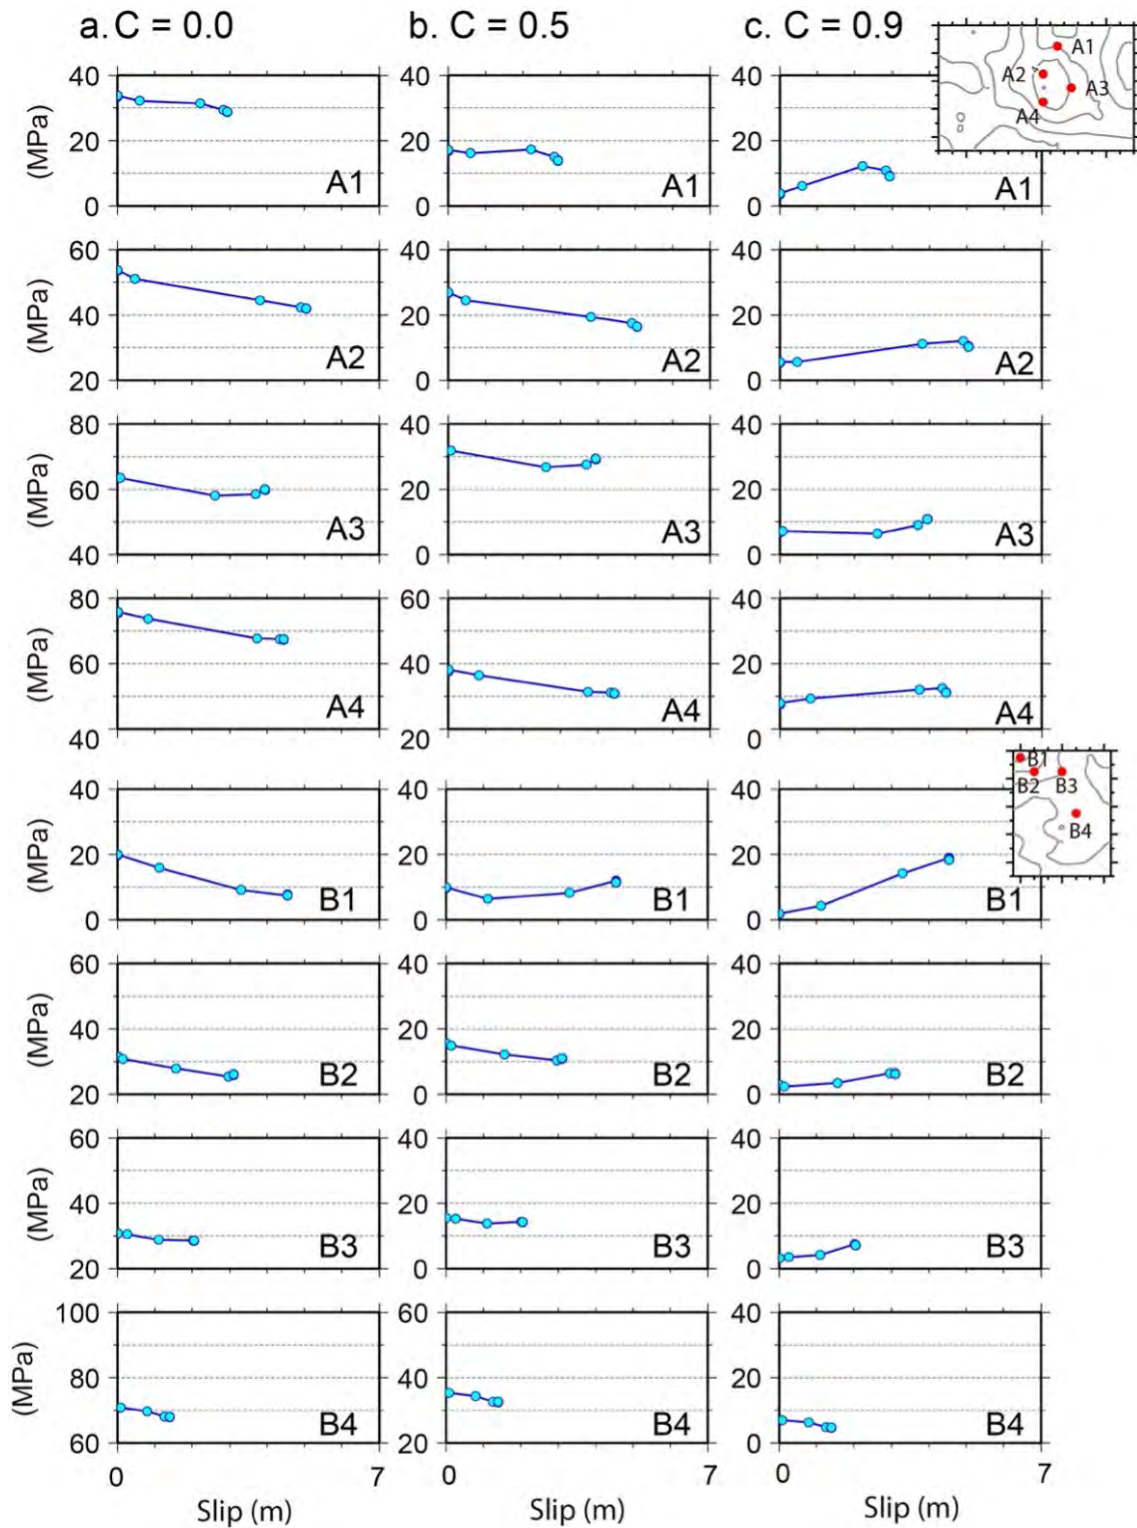 a. C = 0.0 b. C = 0.5 c. C = 0.9
A1
A2 A3
A4
40 40 40
(MPa)
20 20 20
A1 A1 A1
0 0 0
60 40 40
(MPa)
40 20 20
A2 A2 A2
20 0 0
80 40 40
(MPa)
60 20 20
A3 A3 A3
40 0 0
80 60 40
(MPa)
60 40 20
A4 A4 A4
40 20 0
B1
B2 B3
B4
40 40 40
(MPa)
20 20 20
B1 B1 B1
0 0 0
60 40 40
(MPa)
40 20 20
B2 B2 B2
20 0 0
60 40 40
(MPa)
40 20 20
B3 B3 B3
20 0 0
100 60 40
(MPa)
80 40 20
B4 B4 B4
60 20 0
0 7 0 7 0 7
Slip (m) Slip (m) Slip (m)